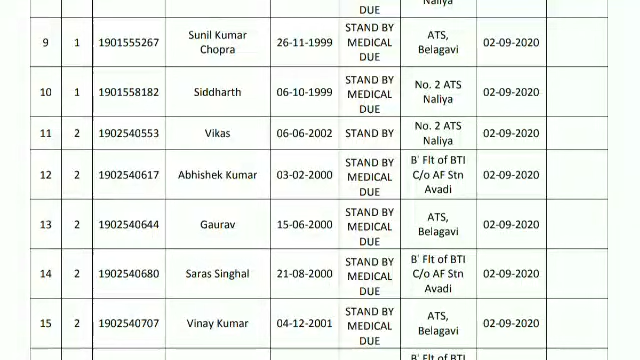 Naliya
DUE
9 1 1901555267 Sunil Kumar Chopra 26-11-1999 STAND BY MEDICAL DUE ATS, Belagavi 02-09-2020
10 1 1901558182 Siddharth 06-10-1999 STAND BY MEDICAL DUE No. 2 ATS Naliya 02-09-2020
11 2 1902540553 Vikas 06-06-2002 STAND BY No. 2 ATS Naliya 02-09-2020
12 2 1902540617 Abhishek Kumar 03-02-2000 STAND BY MEDICAL DUE B' Flt of BTI C/o AF Stn Avadi 02-09-2020
13 2 1902540644 Gaurav 15-06-2000 STAND BY MEDICAL DUE ATS, Belagavi 02-09-2020
14 2 1902540680 Saras Singhal 21-08-2000 STAND BY MEDICAL DUE B' Flt of BTI C/o AF Stn Avadi 02-09-2020
15 2 1902540707 Vinay Kumar 04-12-2001 STAND BY MEDICAL DUE ATS, Belagavi 02-09-2020
B' Flt of BTI